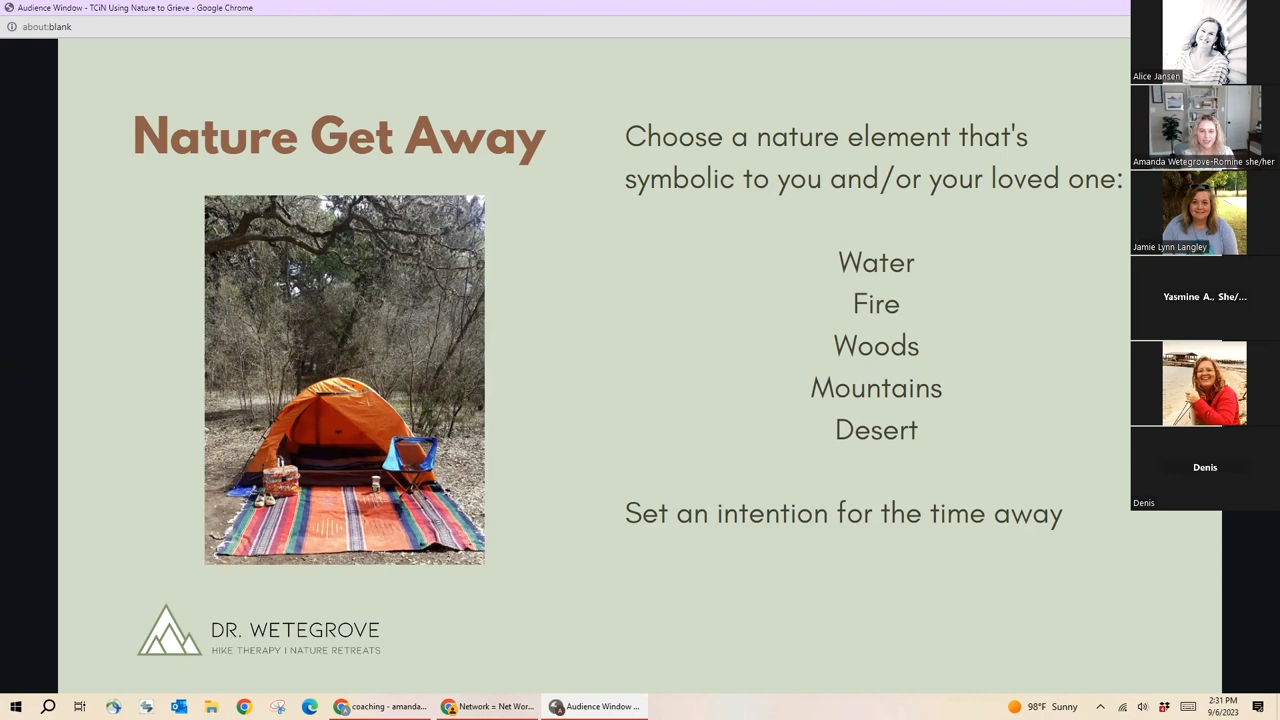 Audience Window - TCiN Using Nature to Grieve - Google Chrome
about:blank
Nature Get Away
Choose a nature element that's
symbolic to you and/or your loved one:
Water
Fire
Woods
Mountains
Desert
Set an intention for the time away
DR. WETEGROVE
HIKE THERAPY | NATURE RETREATS
Alice Jansen
Amanda Wetegrove-Romine she/her
Jamie Lynn Langley
Yasmine A., She/...
Denis
Denis
coaching - amanda...
Network = Net Wor...
Audience Window ...
98°F Sunny
2:31 PM
9/6/2023